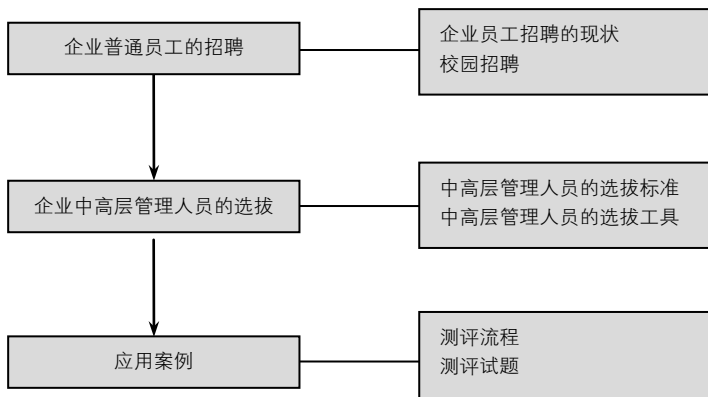 企业普通员工的招聘
企业员工招聘的现状
校园招聘
企业中高层管理人员的选拔
中高层管理人员的选拔标准
中高层管理人员的选拔工具
应用案例
测评流程
测评试题